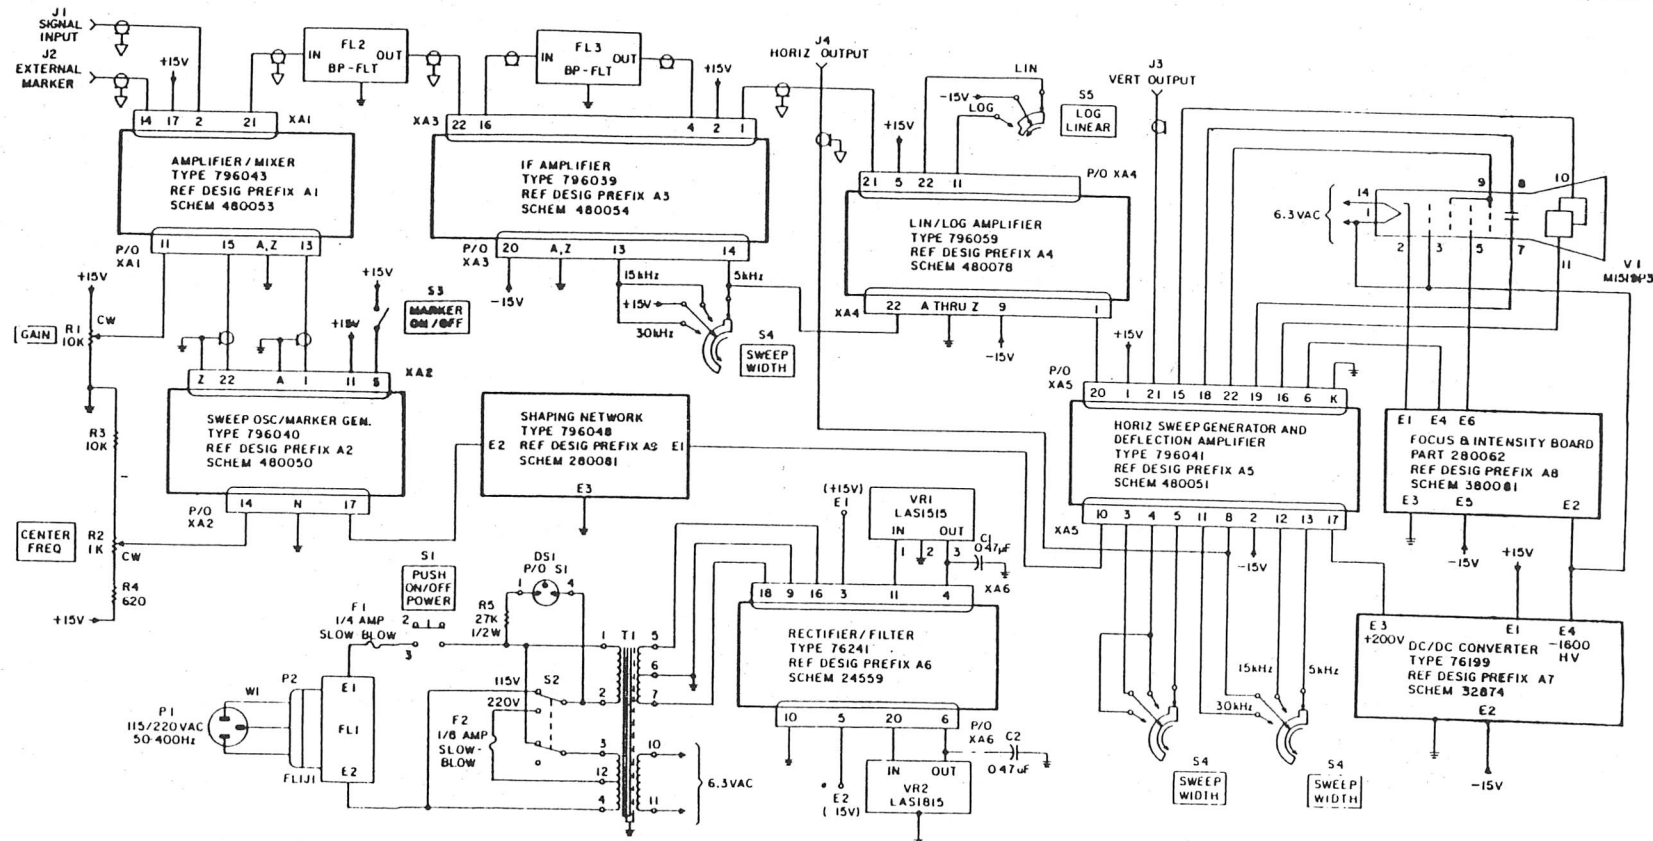 J1
SIGNAL
INPUT
J2
EXTERNAL
MARKER
+15V
14 17 2 21
XA1
AMPLIFIER/MIXER
TYPE 796043
REF DESIG PREFIX A1
SCHEM 480053
P/O
XA1
11 15 A,Z 13
IN FL2 OUT
BP-FLT
IN FL3 OUT
BP-FLT
+15V
XA3
22 16 4 2 1
IF AMPLIFIER
TYPE 796039
REF DESIG PREFIX A3
SCHEM 480054
P/O
XA3
20 A,Z 13 14
-15V
15kHz
5kHz
+15V
30kHz
S4
SWEEP
WIDTH
J4
HORIZ OUTPUT
LIN
-15V
LOG
S5
LOG
LINEAR
+15V
21 5 22 11
P/O XA4
LIN/LOG AMPLIFIER
TYPE 796059
REF DESIG PREFIX A4
SCHEM 480078
XA4
22 A THRU Z 9 1
-15V
J3
VERT OUTPUT
6.3VAC
14
1
2
3
9
5
8
7
10
11
V1
+15V
GAIN
R1
10K
CW
+15V
S3
MARKER
ON/OFF
+15V
Z 22 A 1 11 S
XA2
SWEEP OSC/MARKER GEN.
TYPE 796040
REF DESIG PREFIX A2
SCHEM 480050
P/O
XA2
14 N 17
R3
10K
CENTER
FREQ
R2
1K
CW
R4
620
+15V
SHAPING NETWORK
TYPE 796048
E2 REF DESIG PREFIX A9 E1
SCHEM 280081
E3
P/O
XA5
+15V
20 1 21 15 18 22 19 16 6 K
HORIZ SWEEP GENERATOR AND
DEFLECTION AMPLIFIER
TYPE 796041
REF DESIG PREFIX A5
SCHEM 480051
XA5
10 3 4 5 11 8 2 12 13 17
-15V
15kHz
30kHz
5kHz
S4
SWEEP
WIDTH
S4
SWEEP
WIDTH
E1 E4 E6
FOCUS & INTENSITY BOARD
PART 280062
REF DESIG PREFIX A8
SCHEM 380081
E3 E5 E2
-15V
+15V
E3
+200V
E1
E4
-1600
HV
DC/DC CONVERTER
TYPE 76199
REF DESIG PREFIX A7
SCHEM 32874
E2
-15V
(+15V)
E1
VR1
LAS1515
IN OUT
1 2 3
C1
047µF
XA6
18 9 16 3 11 4
RECTIFIER/FILTER
TYPE 76241
REF DESIG PREFIX A6
SCHEM 24559
10 5 20 6
P/O
XA6
E2
( 15V)
IN OUT
VR2
LAS1815
C2
047uF
S1
PUSH
ON/OFF
POWER
2
3
DS1
P/O S1
1 4
R5
27K
1/2W
F1
1/4 AMP
SLOW BLOW
P1
115/220VAC
50-400Hz
W1
P2
E1
FL1
E2
FL1J1
115V
220V
S2
F2
1/8 AMP
SLOW-
BLOW
T1
1
2
3
12
4
5
6
7
10
11
6.3VAC